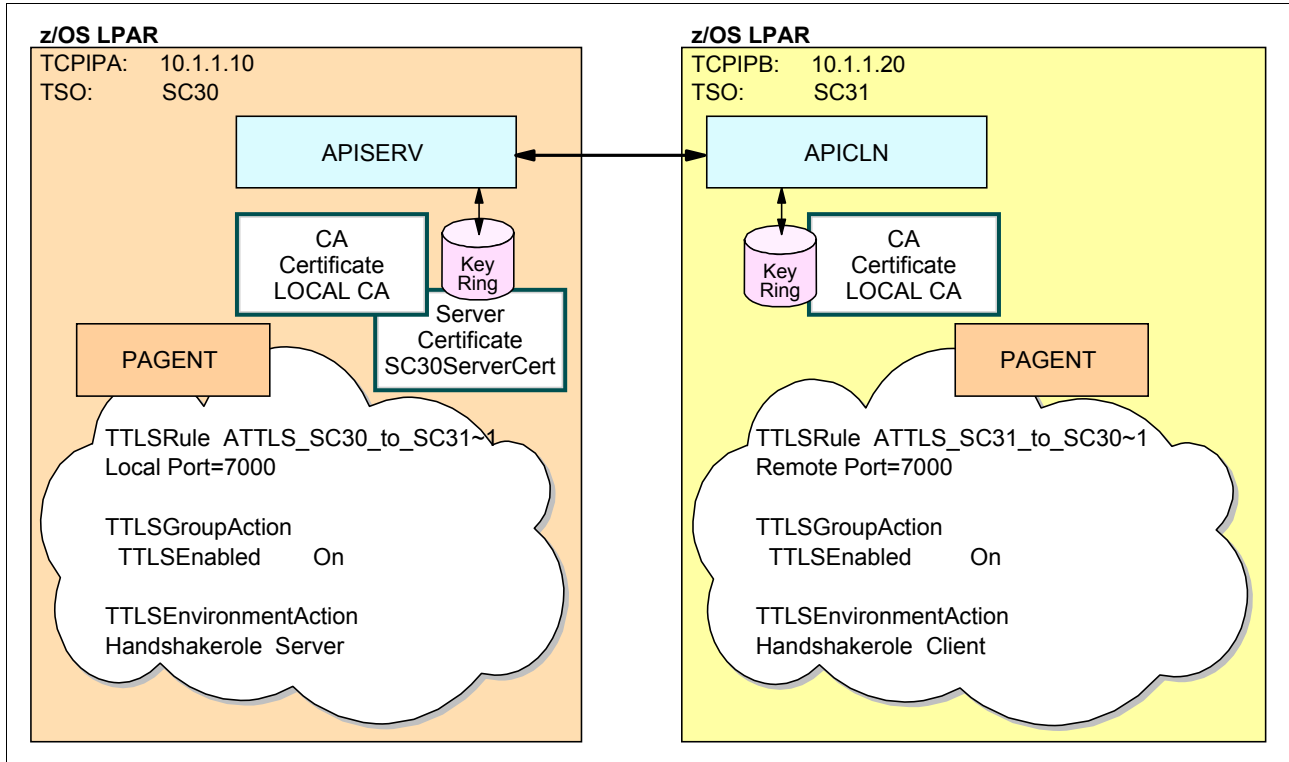 z/OS LPAR
TCPIPA: 10.1.1.10
TSO: SC30
APISERV
CA
Certificate
LOCAL CA
Key
Ring
Server
Certificate
SC30ServerCert
PAGENT
TTLSRule ATTLS_SC30_to_SC31~1
Local Port=7000
TTLSGroupAction
TTLSEnabled On
TTLSEnvironmentAction
Handshakerole Server
z/OS LPAR
TCPIPB: 10.1.1.20
TSO: SC31
APICLN
Key
Ring
CA
Certificate
LOCAL CA
PAGENT
TTLSRule ATTLS_SC31_to_SC30~1
Remote Port=7000
TTLSGroupAction
TTLSEnabled On
TTLSEnvironmentAction
Handshakerole Client